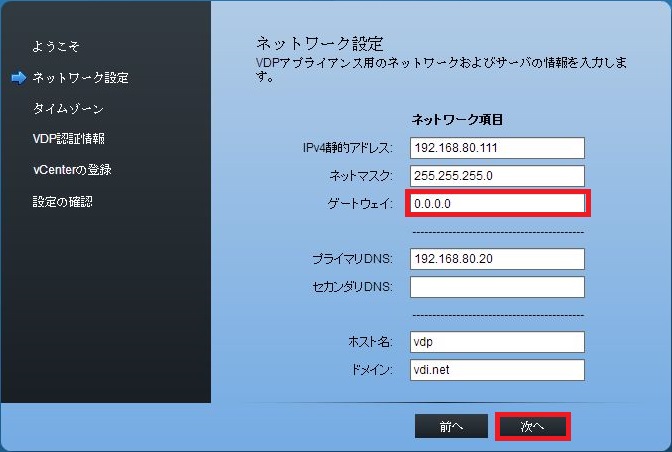 ようこそ
ネットワーク設定
タイムゾーン
VDP認証情報
vCenterの登録
設定の確認
ネットワーク設定
VDPアプライアンス用のネットワークおよびサーバの情報を入力しま
す。
ネットワーク項目
IPv4静的アドレス: 192.168.80.111
ネットマスク: 255.255.255.0
ゲートウェイ: 0.0.0.0
-------------------------------------------
プライマリDNS: 192.168.80.20
セカンダリDNS:
-------------------------------------------
ホスト名: vdp
ドメイン: vdi.net
前へ 次へ